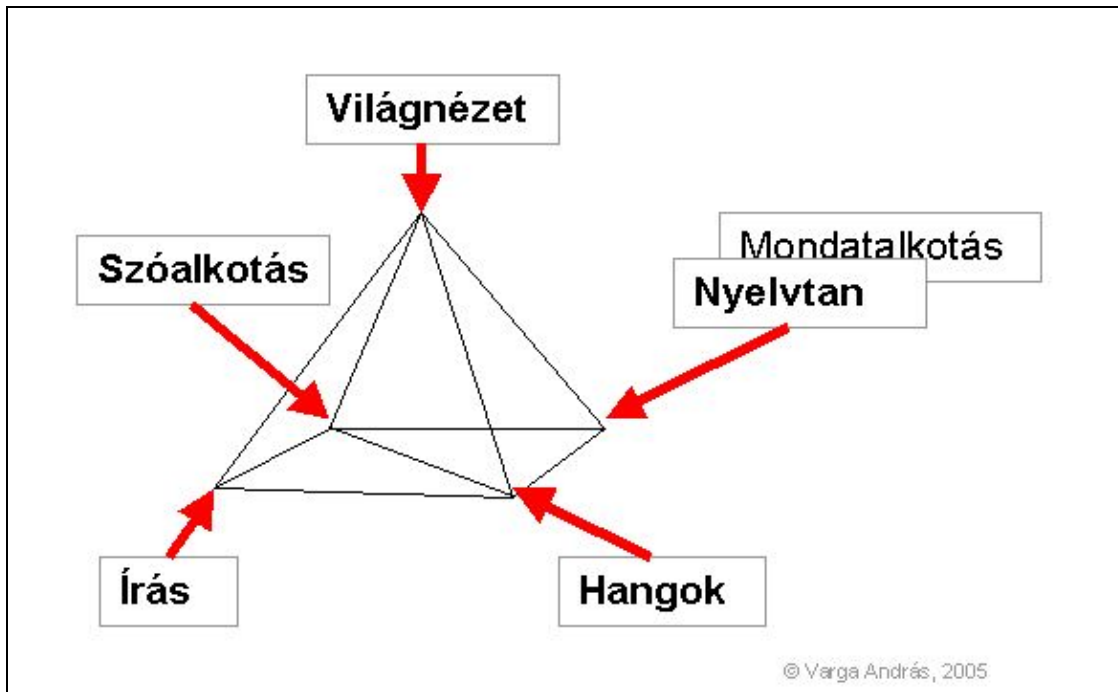 Világnézet
Szóalkotás
Mondatalkotás
Nyelvtan
Írás
Hangok
© Varga András, 2005